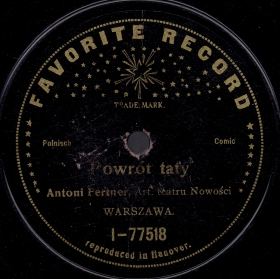 FAVORITE RECORD
TRADE MARK.
Polnisch Comic
Powrot taty
Antoni Fertner, Art. Teatru Nowości
WARSZAWA.
1-77518
reproduced in Hanover.